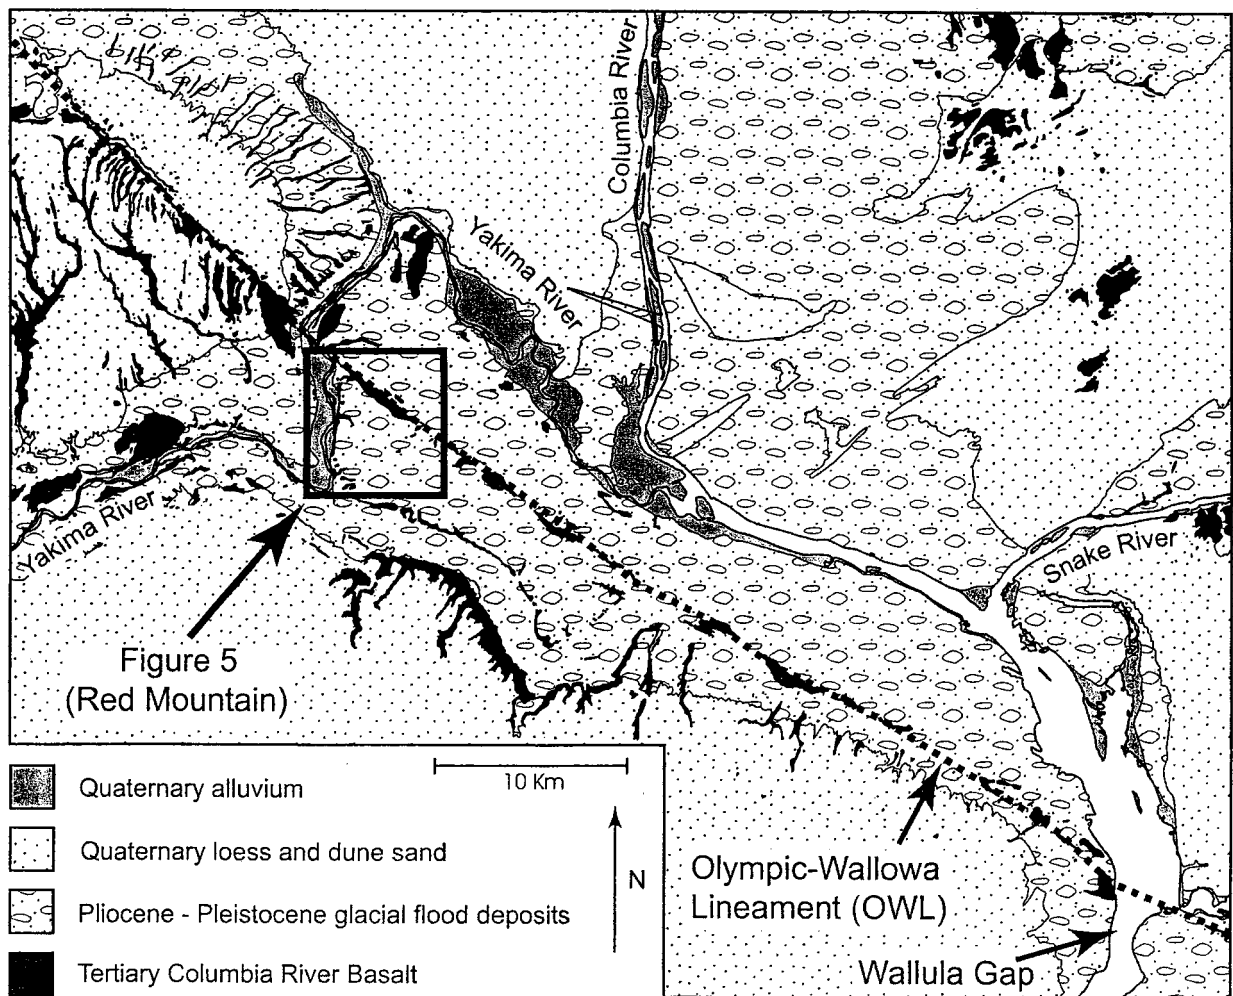 Columbia River
Yakima River
Yakima River
Snake River
Figure 5
(Red Mountain)
Olympic-Wallowa
Lineament (OWL)
Wallula Gap
10 Km
N
Quaternary alluvium
Quaternary loess and dune sand
Pliocene - Pleistocene glacial flood deposits
Tertiary Columbia River Basalt